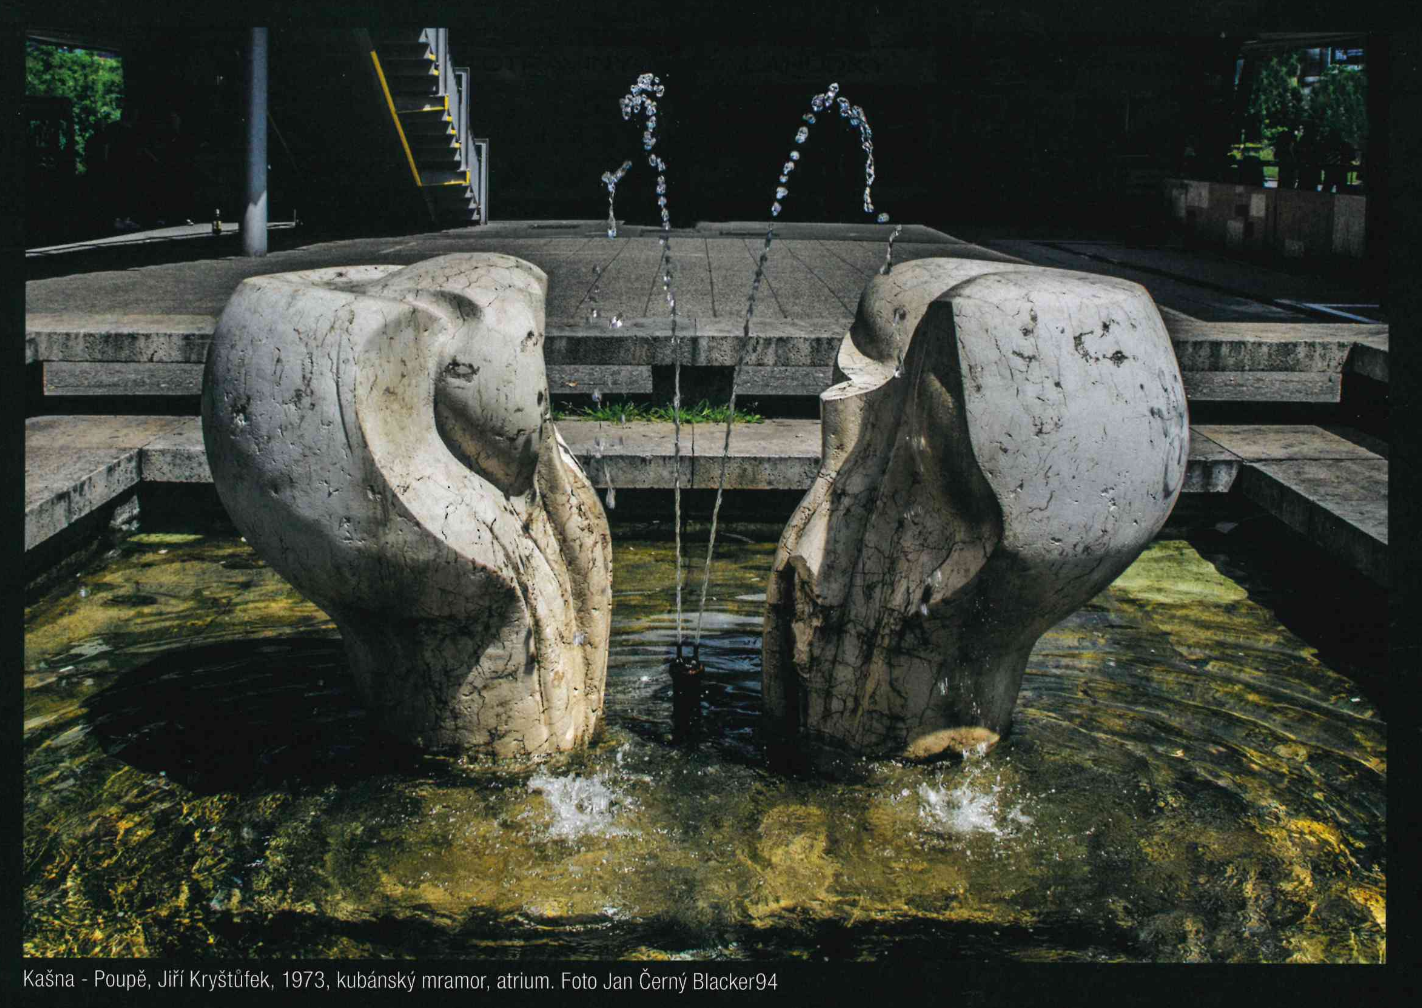 Kašna - Poupě, Jiří Kryštůfek, 1973, kubánský mramor, atrium. Foto Jan Černý Blacker94